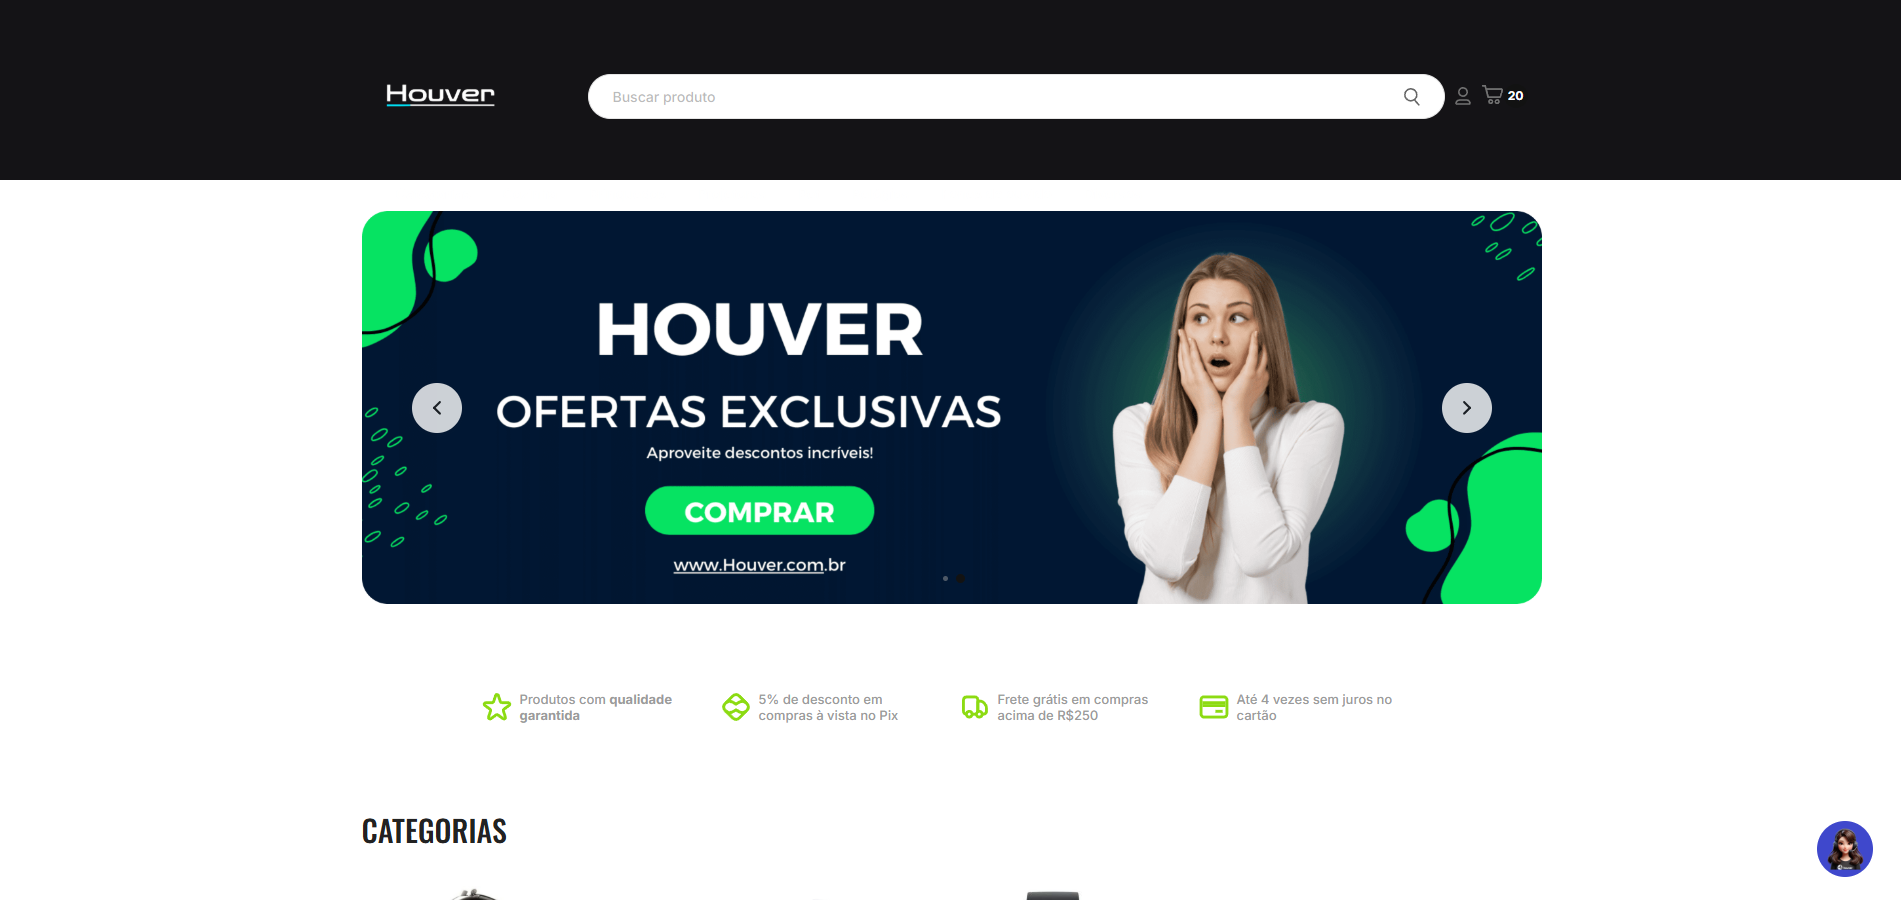 Houver
Buscar produto
20
HOUVER
OFERTAS EXCLUSIVAS
Aproveite descontos incríveis!
COMPRAR
www.Houver.com.br
Produtos com qualidade
garantida
5% de desconto em
compras à vista no Pix
Frete grátis em compras
acima de R$250
Até 4 vezes sem juros no
cartão
CATEGORIAS